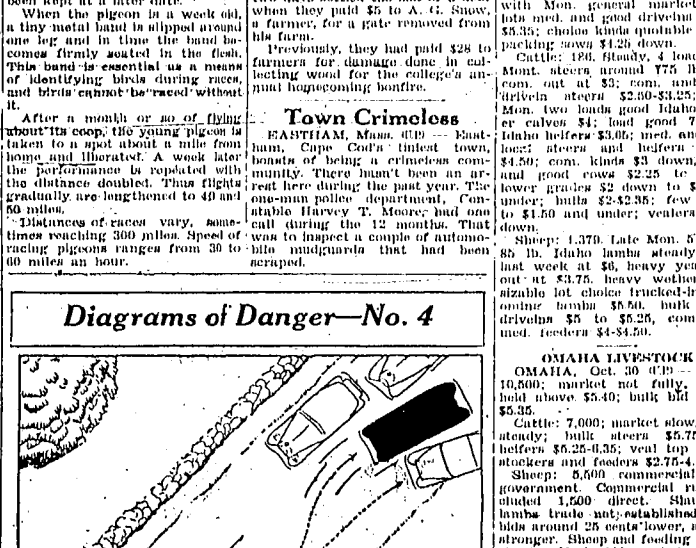 been kept at a later date.
When the pigeon is a week old,
a tiny metal band is slipped around
one leg and in time the band be-
comes firmly seated in the flesh.
This band is essential as a means
of identifying birds during races,
and birds cannot be raced without
it.
After a month or so of flying
about its coop, the young pigeon is
taken to a spot about a mile from
home and liberated. A week later
the performance is repeated with
the distance doubled. Thus flights
gradually are lengthened to 40 and
50 miles.
Distances of races vary, some-
times reaching 300 miles. Speed of
racing pigeons ranges from 30 to
60 miles an hour.
when they paid $5 to A. G. Snow,
a farmer, for a gate removed from
his farm.
Previously, they had paid $28 to
farmers for damage done in col-
lecting wood for the college's an-
nual homecoming bonfire.
Town Crimeless
EASTHAM, Mass. (UP) — East-
ham, Cape Cod's tiniest town,
boasts of being a crimeless com-
munity. There hasn't been an ar-
rest here during the past year. The
one-man police department, Con-
stable Harvey T. Moore, had one
call during the 12 months. That
was to inspect a couple of automo-
bile mudguards that had been
scraped.
Diagrams of Danger—No. 4
with Mon. general market
lots med. and good drivein
$5.35; choice kinds quotable
packing sows $4.25 down.
Cattle: 186. Steady, 4 loa
Mont. steers around 775 lb
com. out at $3; com. and
drivein steers $2.50-$3.25;
Mon. two loads good Idaho
er calves $4; load good 7
Idaho heifers $3.65; med. an
local steers and heifers
$4.50; com. kinds $3 down
and good cows $2.25 to
lower grades $2 down to $
under; bulls $2-$2.35; few
to $1.50 and under; vealers
down.
Sheep: 1,370. Late Mon. 5
85 lb. Idaho lambs steady
last week at $6, heavy yea
out at $3.75. heavy wether
sizable lot choice trucked-in
lambs $5.50. bulk
driveins $5 to $5.25, com
med. feeders $4-$4.50.
OMAHA LIVESTOCK
OMAHA, Oct. 30 (UP) —
10,500; market not fully,
held above $5.40; bulk bid
$5.35.
Cattle: 7,000; market slow,
steady; bulk steers $5.75
heifers $5.25-6.35; veal top
stockers and feeders $2.75-4.
Sheep: 5,500 commercial
government. Commercial ru
cluded 1,500 direct. Slau
lambs trade not established
bids around 25 cents lower, a
stronger. Sheep and feeding